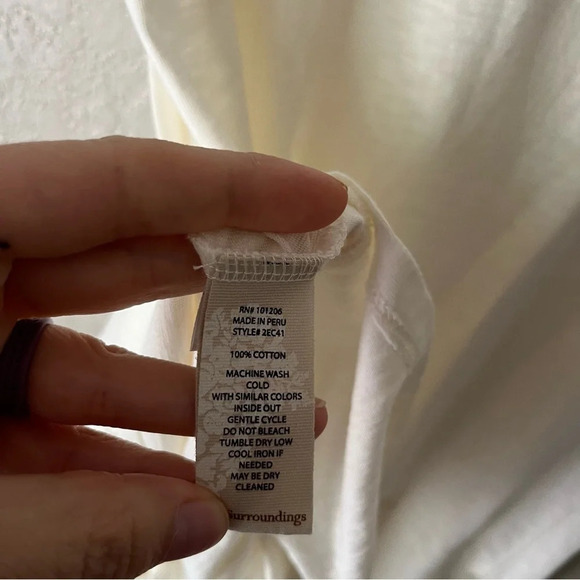 RN# 101206
MADE IN PERU
STYLE# 2EC41
100% COTTON
MACHINE WASH
COLD
WITH SIMILAR COLORS
INSIDE OUT
GENTLE CYCLE
DO NOT BLEACH
TUMBLE DRY LOW
COOL IRON IF
NEEDED
MAY BE DRY
CLEANED
Surroundings